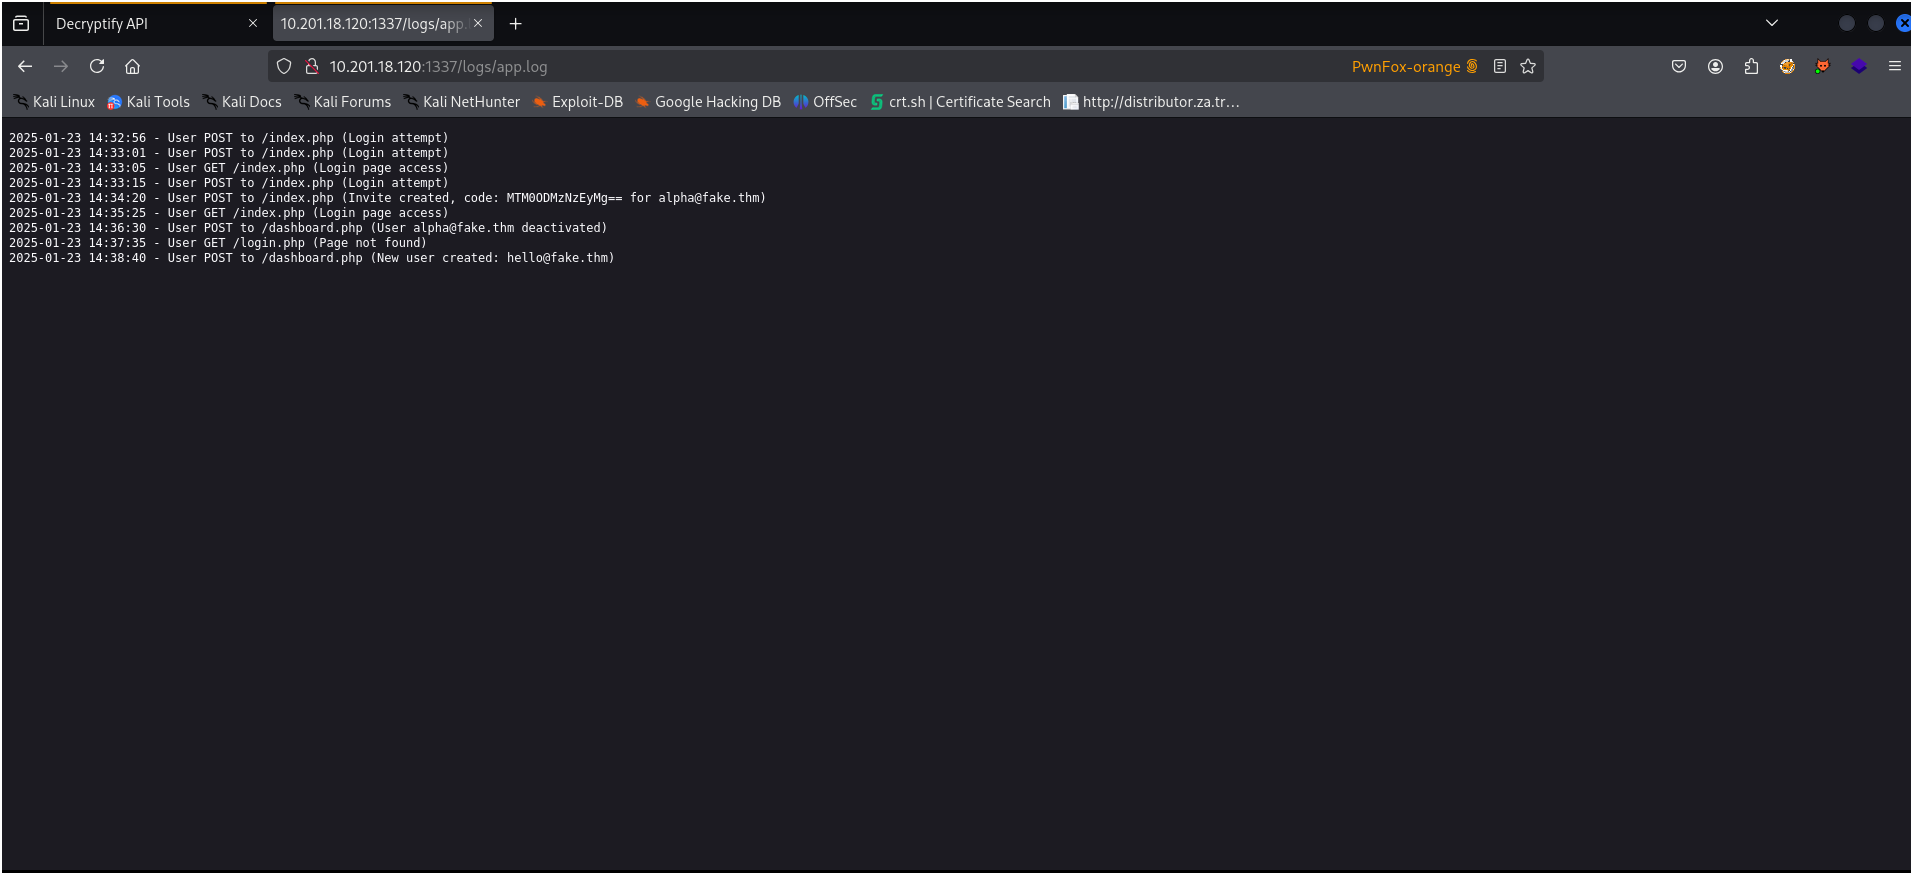 Decryptify API
10.201.18.120:1337/logs/app.
10.201.18.120:1337/logs/app.log
PwnFox-orange
Kali Linux
Kali Tools
Kali Docs
Kali Forums
Kali NetHunter
Exploit-DB
Google Hacking DB
OffSec
crt.sh | Certificate Search
http://distributor.za.tr…
2025-01-23 14:32:56 - User POST to /index.php (Login attempt)
2025-01-23 14:33:01 - User POST to /index.php (Login attempt)
2025-01-23 14:33:05 - User GET /index.php (Login page access)
2025-01-23 14:33:15 - User POST to /index.php (Login attempt)
2025-01-23 14:34:20 - User POST to /index.php (Invite created, code: MTM0ODMzNzEyMg== for alpha@fake.thm)
2025-01-23 14:35:25 - User GET /index.php (Login page access)
2025-01-23 14:36:30 - User POST to /dashboard.php (User alpha@fake.thm deactivated)
2025-01-23 14:37:35 - User GET /login.php (Page not found)
2025-01-23 14:38:40 - User POST to /dashboard.php (New user created: hello@fake.thm)